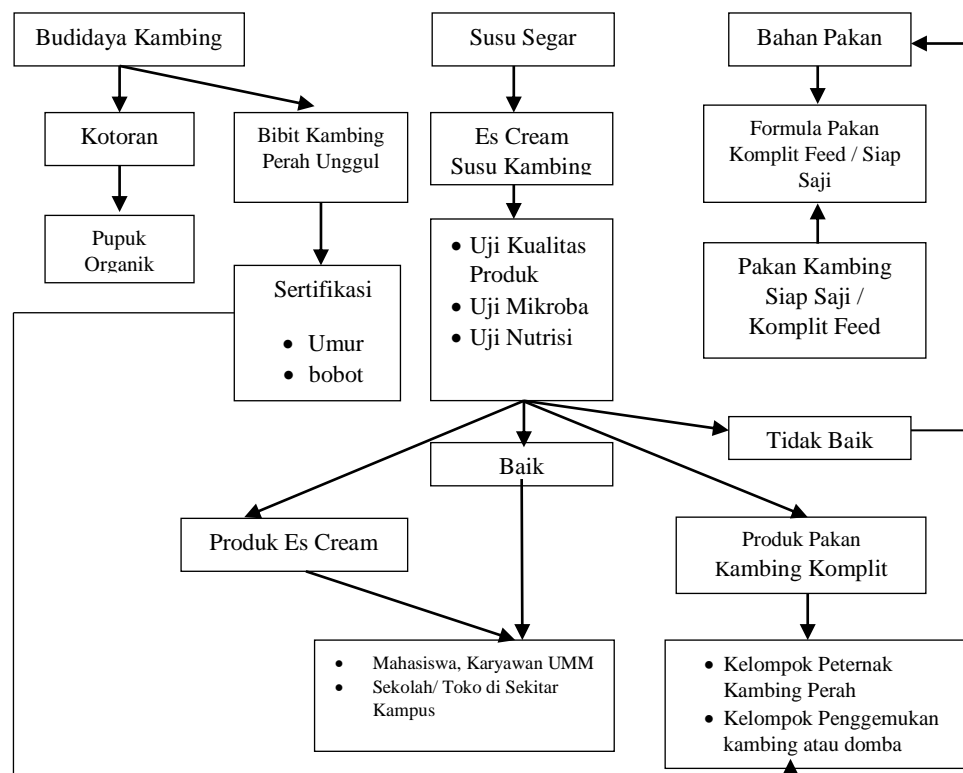 Budidaya Kambing
Susu Segar
Bahan Pakan
Kotoran
Bibit Kambing
Perah Unggul
Es Cream
Susu Kambing
Formula Pakan
Komplit Feed / Siap
Saji
Pupuk
Organik
• Uji Kualitas
Produk
• Uji Mikroba
• Uji Nutrisi
Pakan Kambing
Siap Saji /
Komplit Feed
Sertifikasi
• Umur
• bobot
Tidak Baik
Baik
Produk Es Cream
Produk Pakan
Kambing Komplit
• Mahasiswa, Karyawan UMM
• Sekolah/ Toko di Sekitar
Kampus
• Kelompok Peternak
Kambing Perah
• Kelompok Penggemukan
kambing atau domba